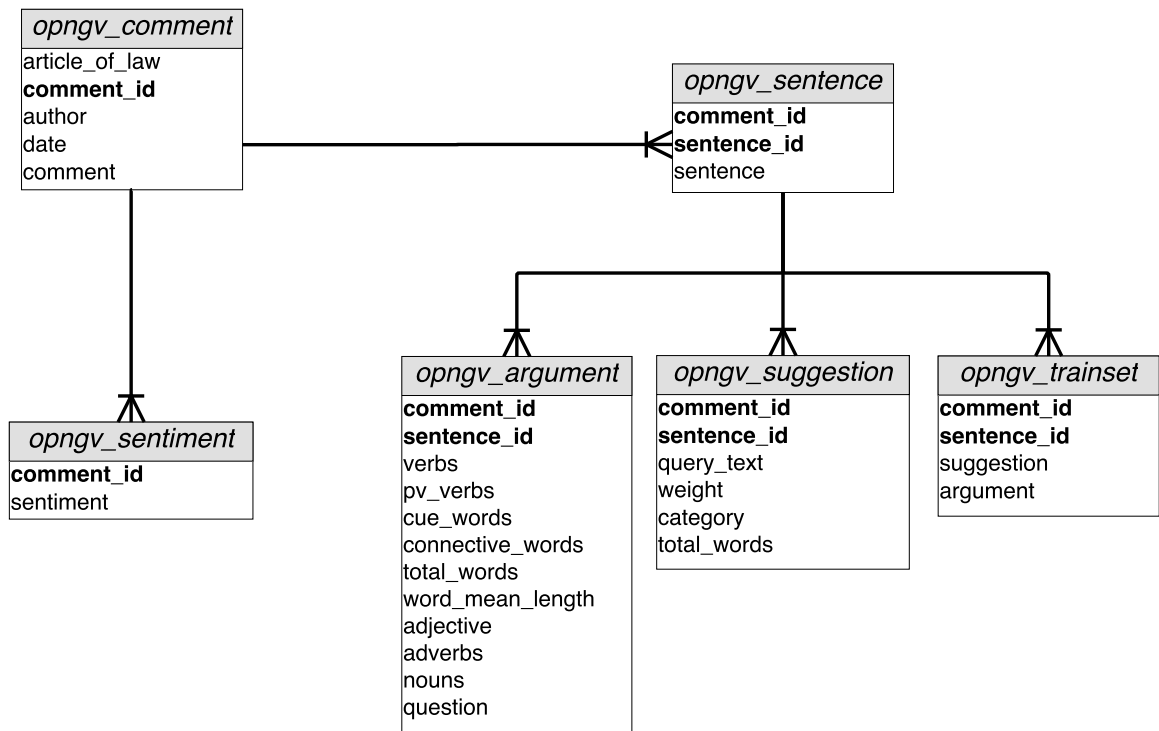 opngv_comment
article_of_law
comment_id
author
date
comment
opngv_sentence
comment_id
sentence_id
sentence
opngv_sentiment
comment_id
sentiment
opngv_argument
comment_id
sentence_id
verbs
pv_verbs
cue_words
connective_words
total_words
word_mean_length
adjective
adverbs
nouns
question
opngv_suggestion
comment_id
sentence_id
query_text
weight
category
total_words
opngv_trainset
comment_id
sentence_id
suggestion
argument